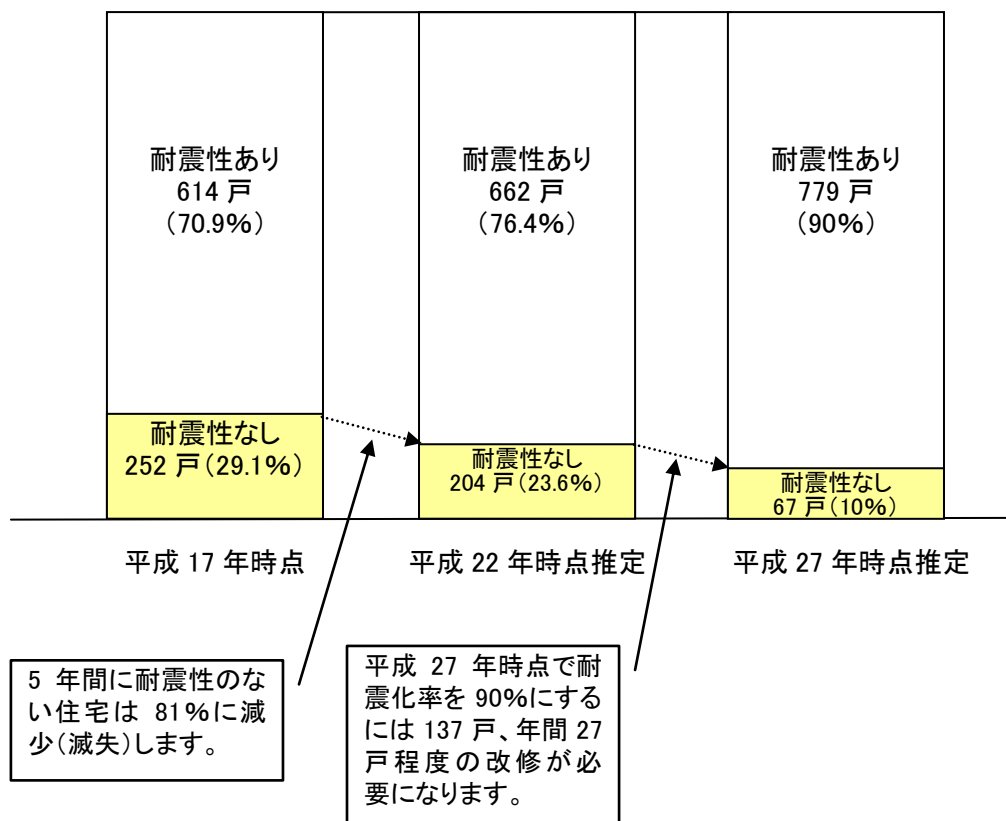 耐震性あり
614 戸
(70.9%)
耐震性あり
662 戸
(76.4%)
耐震性あり
779 戸
(90%)
耐震性なし
252 戸(29.1%)
耐震性なし
204 戸(23.6%)
耐震性なし
67 戸(10%)
平成 17 年時点
平成 22 年時点推定
平成 27 年時点推定
5 年間に耐震性のな
い住宅は 81%に減
少(滅失)します。
平成 27 年時点で耐
震化率を 90%にする
には 137 戸、年間 27
戸程度の改修が必
要になります。